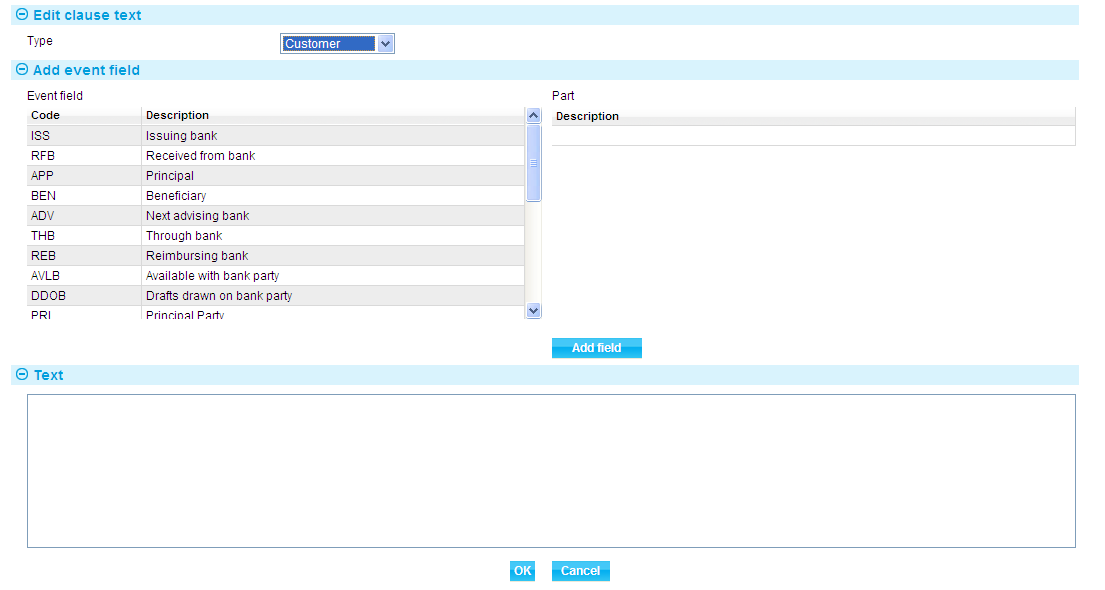 Edit clause text
Type Customer
Add event field
Event field Part
Code Description Description
ISS Issuing bank
RFB Received from bank
APP Principal
BEN Beneficiary
ADV Next advising bank
THB Through bank
REB Reimbursing bank
AVLB Available with bank party
DDOB Drafts drawn on bank party
PRI Principal Party
Add field
Text
OK Cancel